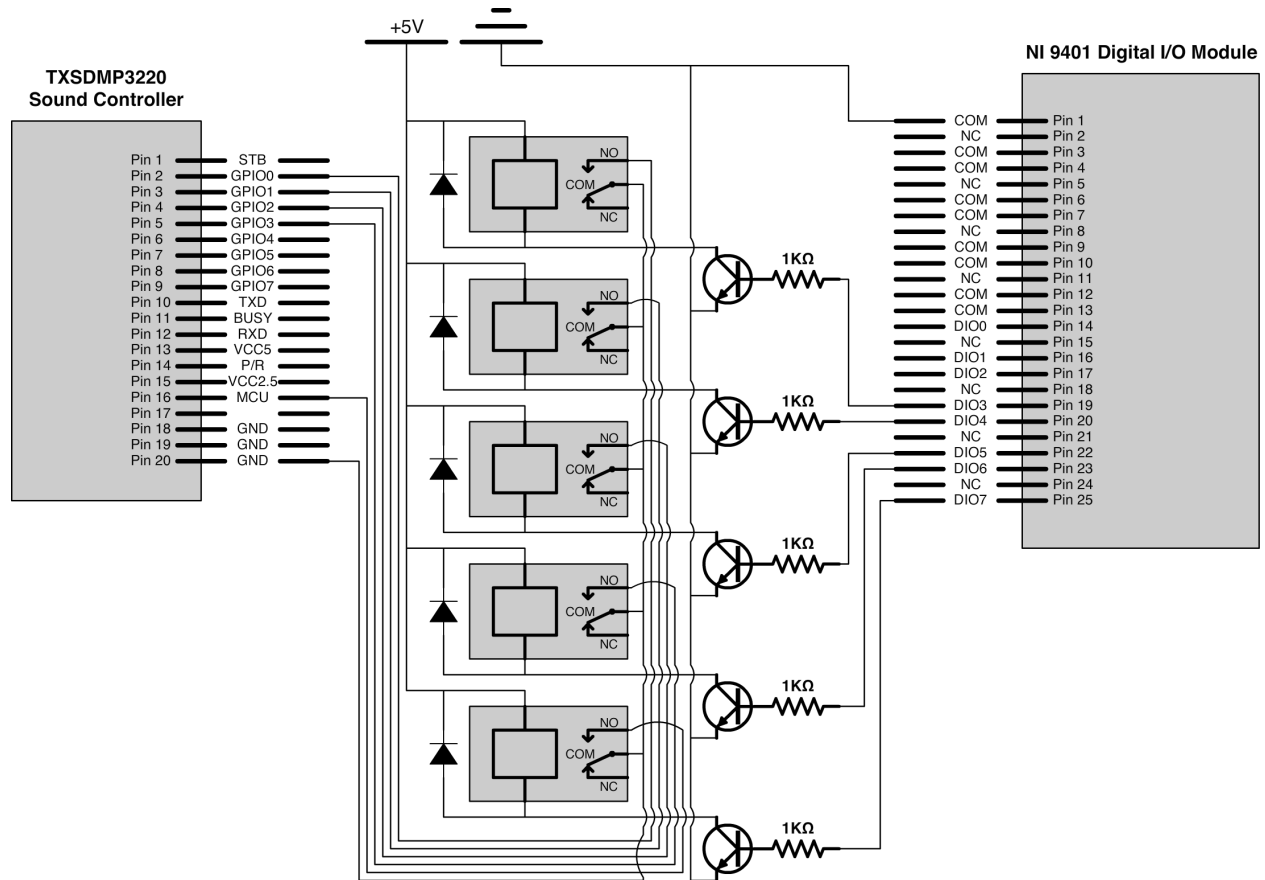 +5V
TXSDMP3220
Sound Controller
Pin 1 STB
Pin 2 GPIO0
Pin 3 GPIO1
Pin 4 GPIO2
Pin 5 GPIO3
Pin 6 GPIO4
Pin 7 GPIO5
Pin 8 GPIO6
Pin 9 GPIO7
Pin 10 TXD
Pin 11 BUSY
Pin 12 RXD
Pin 13 VCC5
Pin 14 P/R
Pin 15 VCC2.5
Pin 16 MCU
Pin 17
Pin 18 GND
Pin 19 GND
Pin 20 GND
NO
COM
NC
NO
COM
NC
NO
COM
NC
NO
COM
NC
NO
COM
NC
1KΩ
1KΩ
1KΩ
1KΩ
1KΩ
NI 9401 Digital I/O Module
COM Pin 1
NC Pin 2
COM Pin 3
COM Pin 4
NC Pin 5
COM Pin 6
COM Pin 7
NC Pin 8
COM Pin 9
COM Pin 10
NC Pin 11
COM Pin 12
COM Pin 13
DIO0 Pin 14
NC Pin 15
DIO1 Pin 16
DIO2 Pin 17
NC Pin 18
DIO3 Pin 19
DIO4 Pin 20
NC Pin 21
DIO5 Pin 22
DIO6 Pin 23
NC Pin 24
DIO7 Pin 25